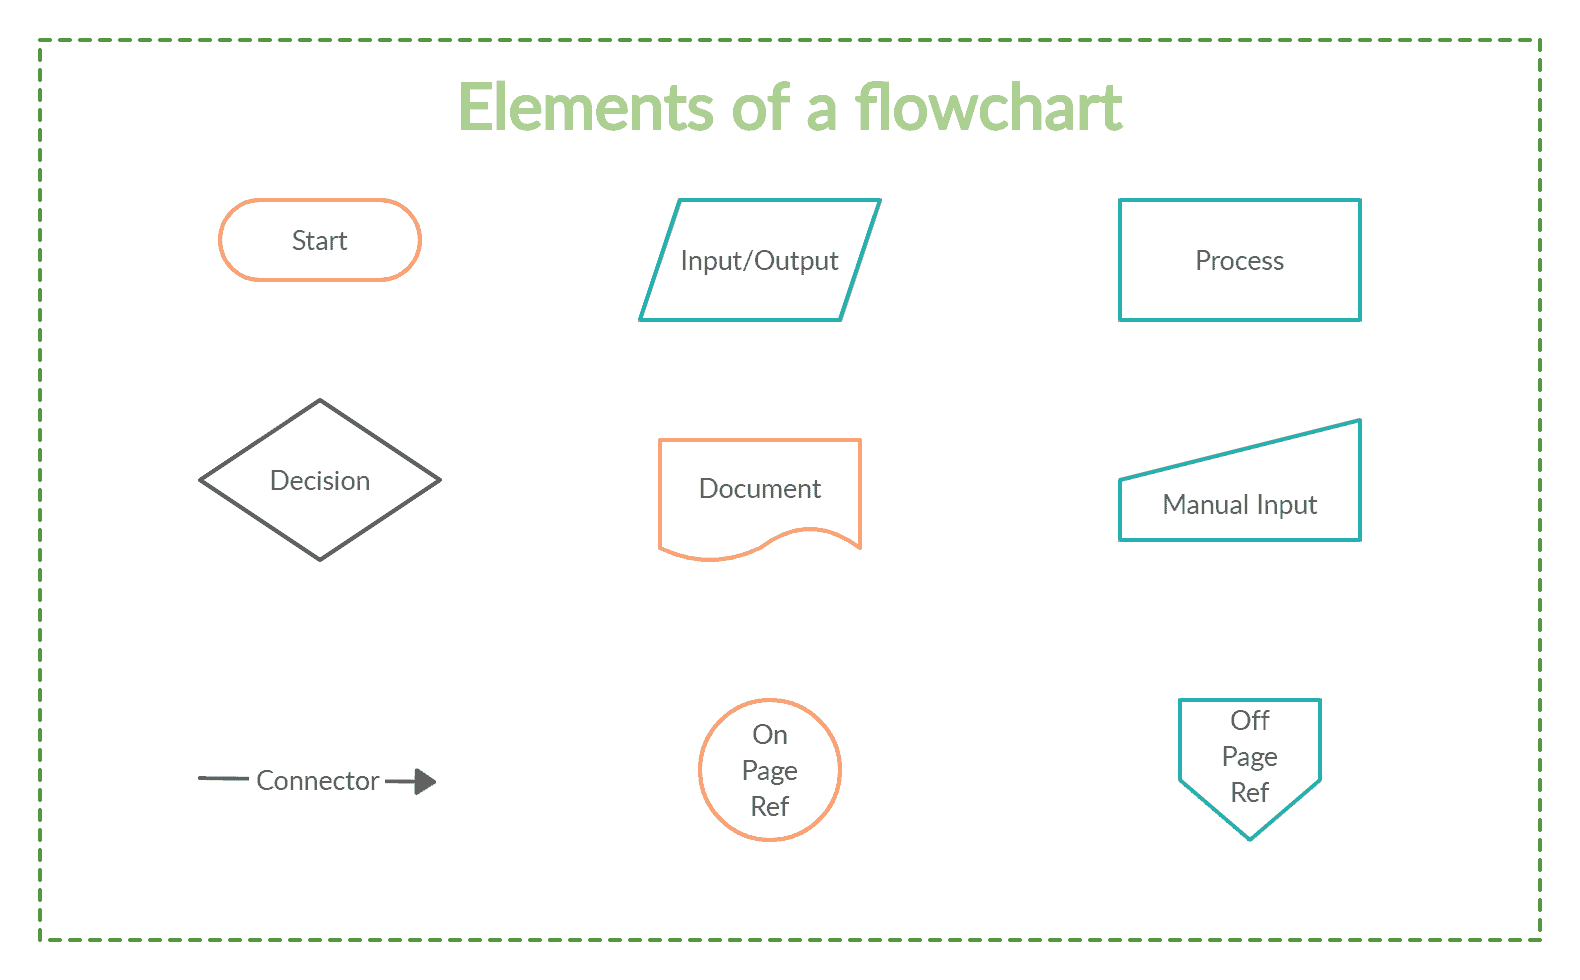 Elements of a flowchart
Start
Input/Output
Process
Decision
Document
Manual Input
Connector
On
Page
Ref
Off
Page
Ref